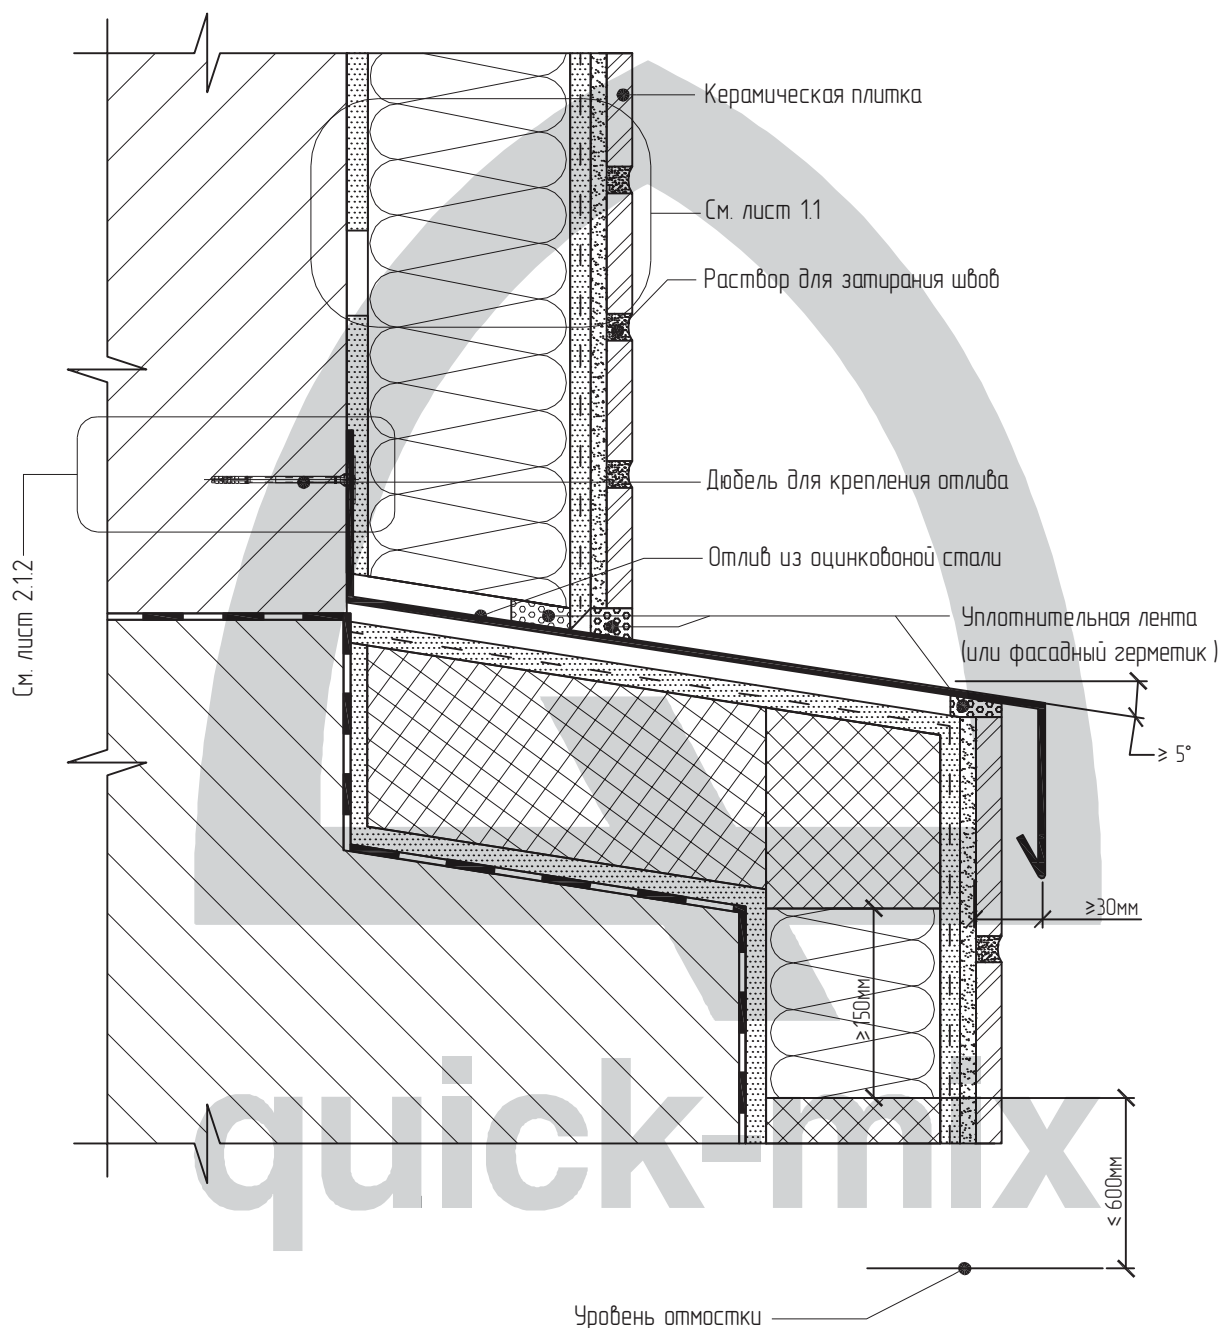 Керамическая плитка
См. лист 1.1
Раствор для затирания швов
Дюбель для крепления отлива
Отлив из оцинковоной стали
См. лист 2.1.2
Уплотнительная лента
(или фасадный герметик )
≥ 5°
≥30мм
≥ 150мм
≤ 600мм
quick-mix
Уровень отмостки